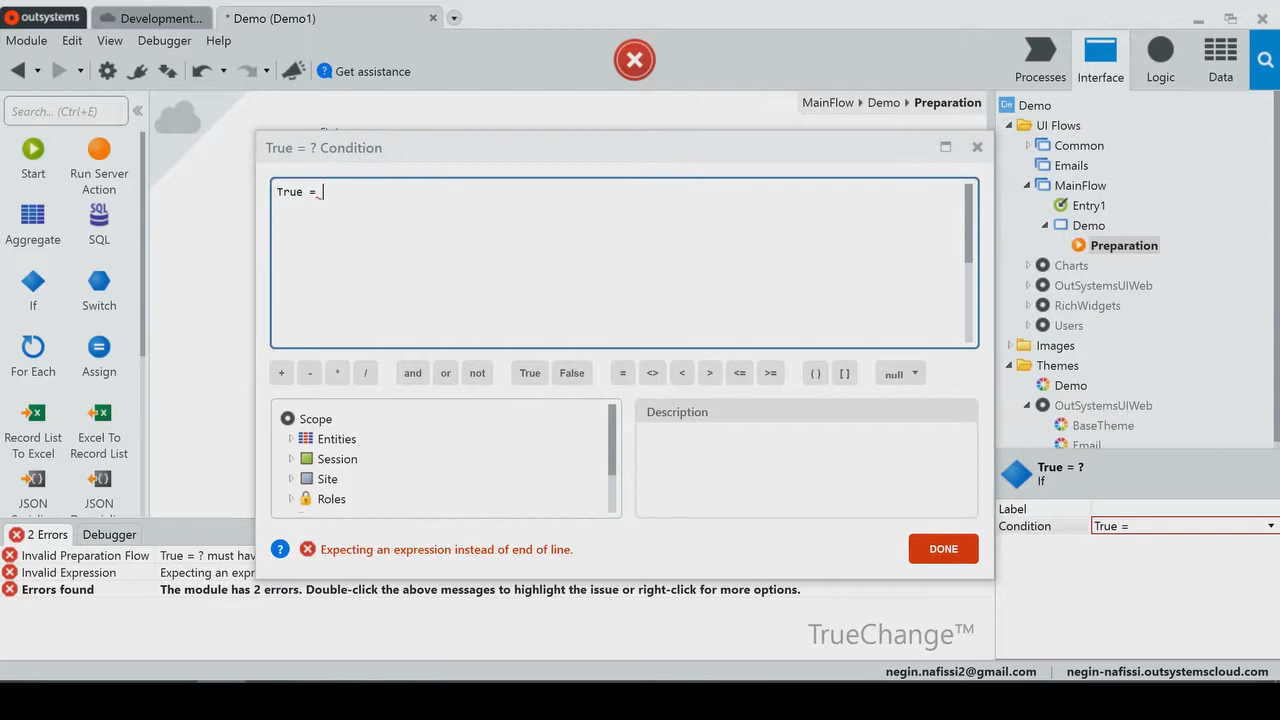 outsystems
Development...
* Demo (Demo1)
Module
Edit
View
Debugger
Help
Get assistance
Processes
Interface
Logic
Data
Search... (Ctrl+E)
MainFlow
Demo
Preparation
Start
Run Server
Action
Aggregate
SQL
SQL
If
Switch
For Each
Assign
Record List
To Excel
Excel To
Record List
JSON
JSON
True = ? Condition
True =
+
-
*
/
and
or
not
True
False
=
<>
<
>
<=
>=
( )
[ ]
null
Scope
Entities
Session
Site
Roles
Description
Expecting an expression instead of end of line.
DONE
De
Demo
UI Flows
Common
Emails
MainFlow
Entry1
Demo
Preparation
Charts
OutSystemsUIWeb
RichWidgets
Users
Images
Themes
Demo
OutSystemsUIWeb
BaseTheme
Email
True = ?
If
Label
Condition
True =
2 Errors
Debugger
Invalid Preparation Flow
True = ? must hav
Invalid Expression
Expecting an expr
Errors found
The module has 2 errors. Double-click the above messages to highlight the issue or right-click for more options.
TrueChange™
negin.nafissi2@gmail.com
negin-nafissi.outsystemscloud.com